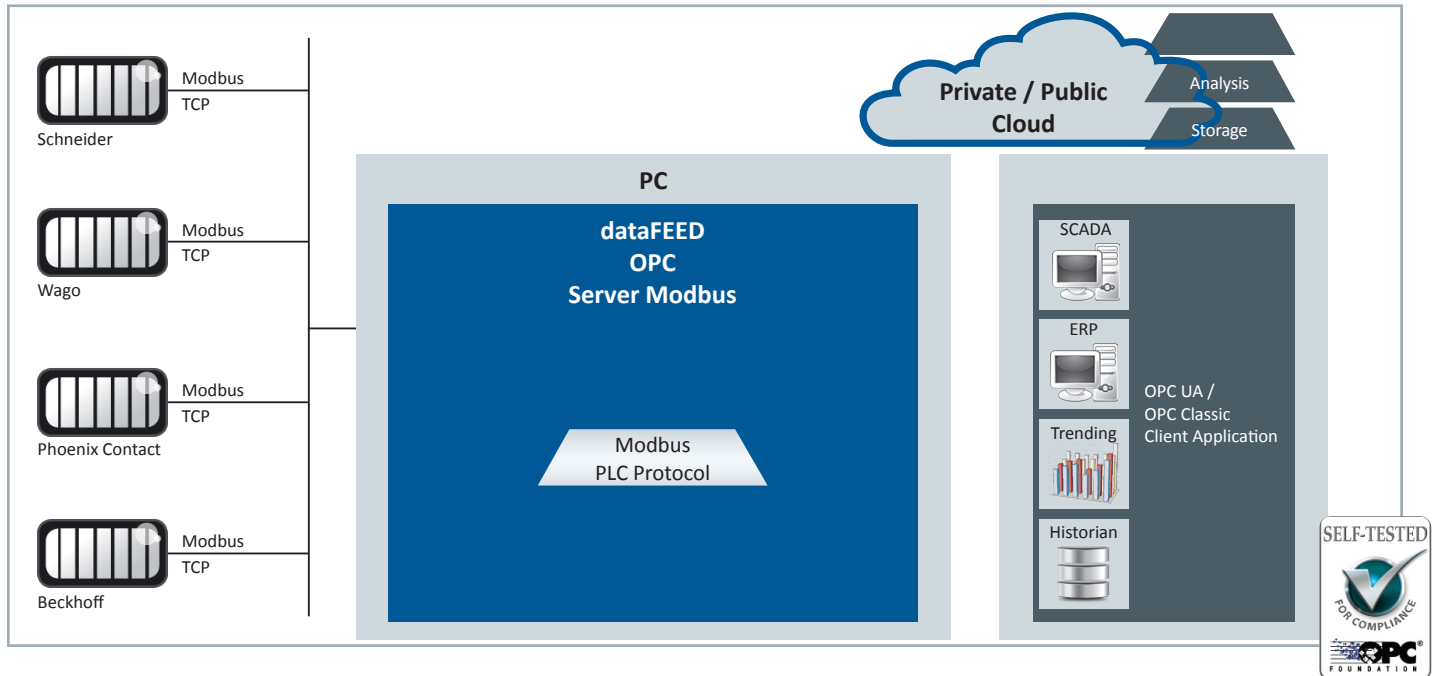 Modbus
TCP
Schneider
Modbus
TCP
Wago
Modbus
TCP
Phoenix Contact
Modbus
TCP
Beckhoff
PC
dataFEED
OPC
Server Modbus
Modbus
PLC Protocol
Private / Public
Cloud
Analysis
Storage
SCADA
ERP
Trending
Historian
OPC UA /
OPC Classic
Client Application
SELF-TESTED
FOR COMPLIANCE
OPC®
FOUNDATION